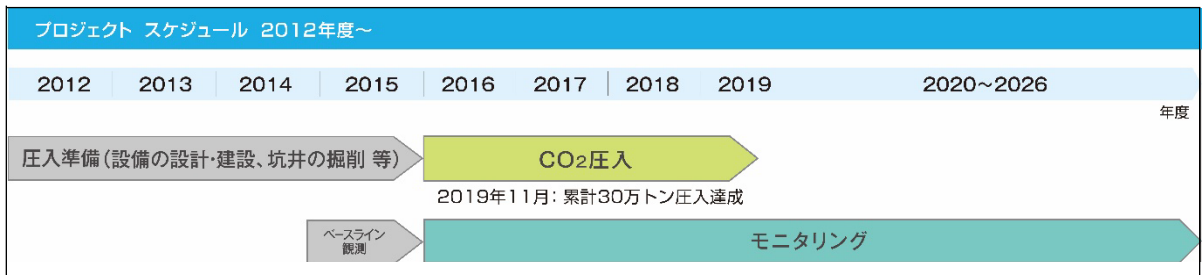 プロジェクト スケジュール 2012年度～
2012 2013 2014 2015 2016 2017 2018 2019 2020～2026
年度
圧入準備(設備の設計・建設、坑井の掘削 等)
CO2圧入
2019年11月: 累計30万トン圧入達成
ベースライン
観測
モニタリング